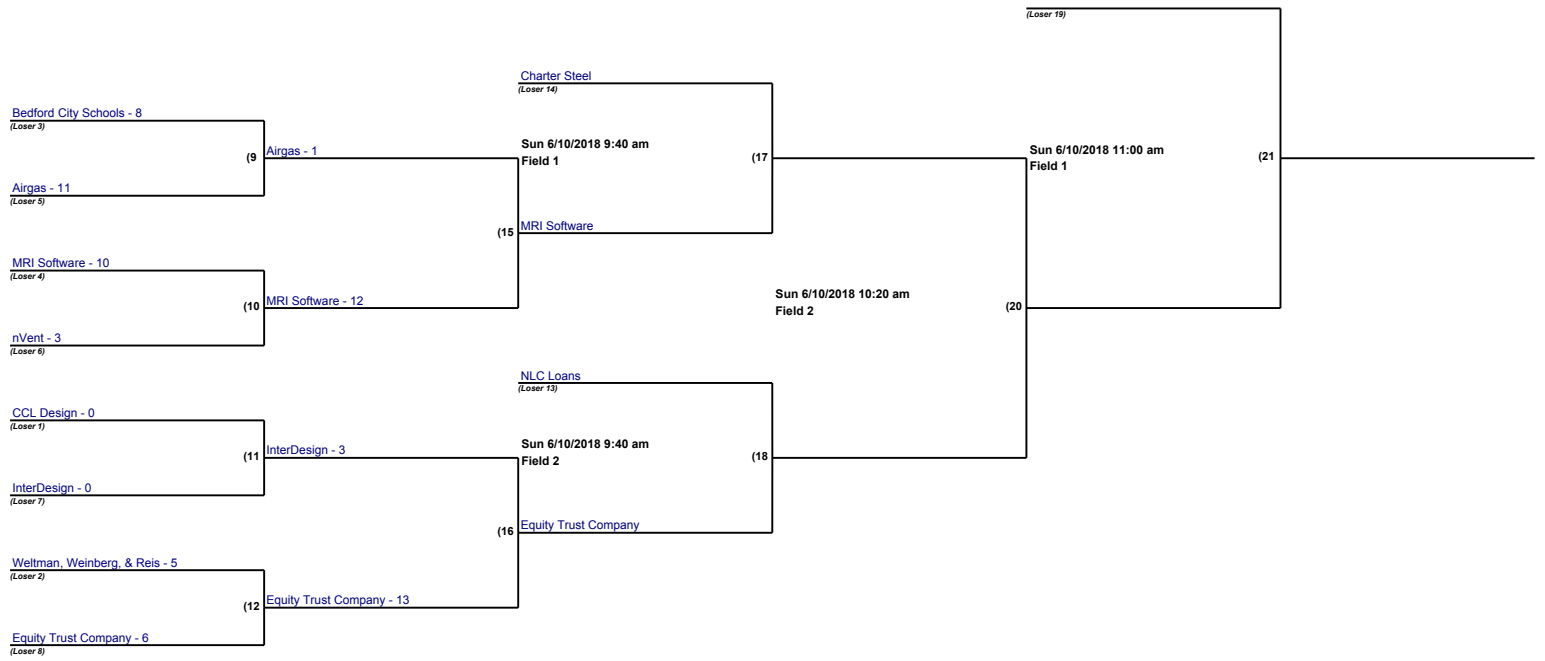 (Loser 19)
Charter Steel
(Loser 14)
Bedford City Schools - 8
(Loser 3)
Sun 6/10/2018 9:40 am
Field 1
(9
Airgas - 1
(17
Sun 6/10/2018 11:00 am
Field 1
(21
Airgas - 11
(Loser 5)
(15
MRI Software
MRI Software - 10
(Loser 4)
(10
MRI Software - 12
Sun 6/10/2018 10:20 am
Field 2
(20
nVent - 3
(Loser 6)
NLC Loans
(Loser 13)
CCL Design - 0
(Loser 1)
(11
InterDesign - 3
Sun 6/10/2018 9:40 am
Field 2
(18
InterDesign - 0
(Loser 7)
(16
Equity Trust Company
Weltman, Weinberg, & Reis - 5
(Loser 2)
(12
Equity Trust Company - 13
Equity Trust Company - 6
(Loser 8)